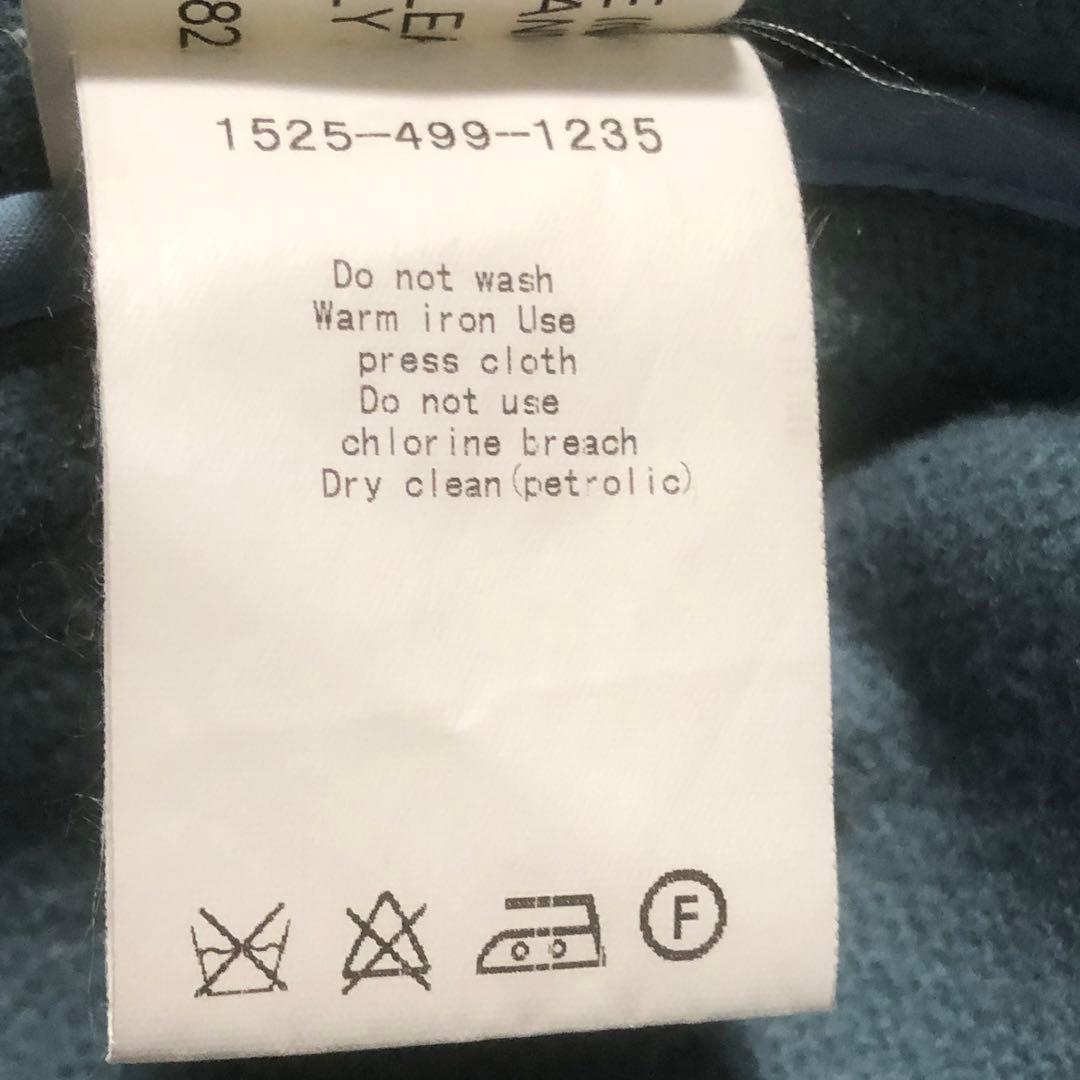 82
1525-499-1235
Do not wash
Warm iron Use
press cloth
Do not use
chlorine breach
Dry clean(petrolic)
F